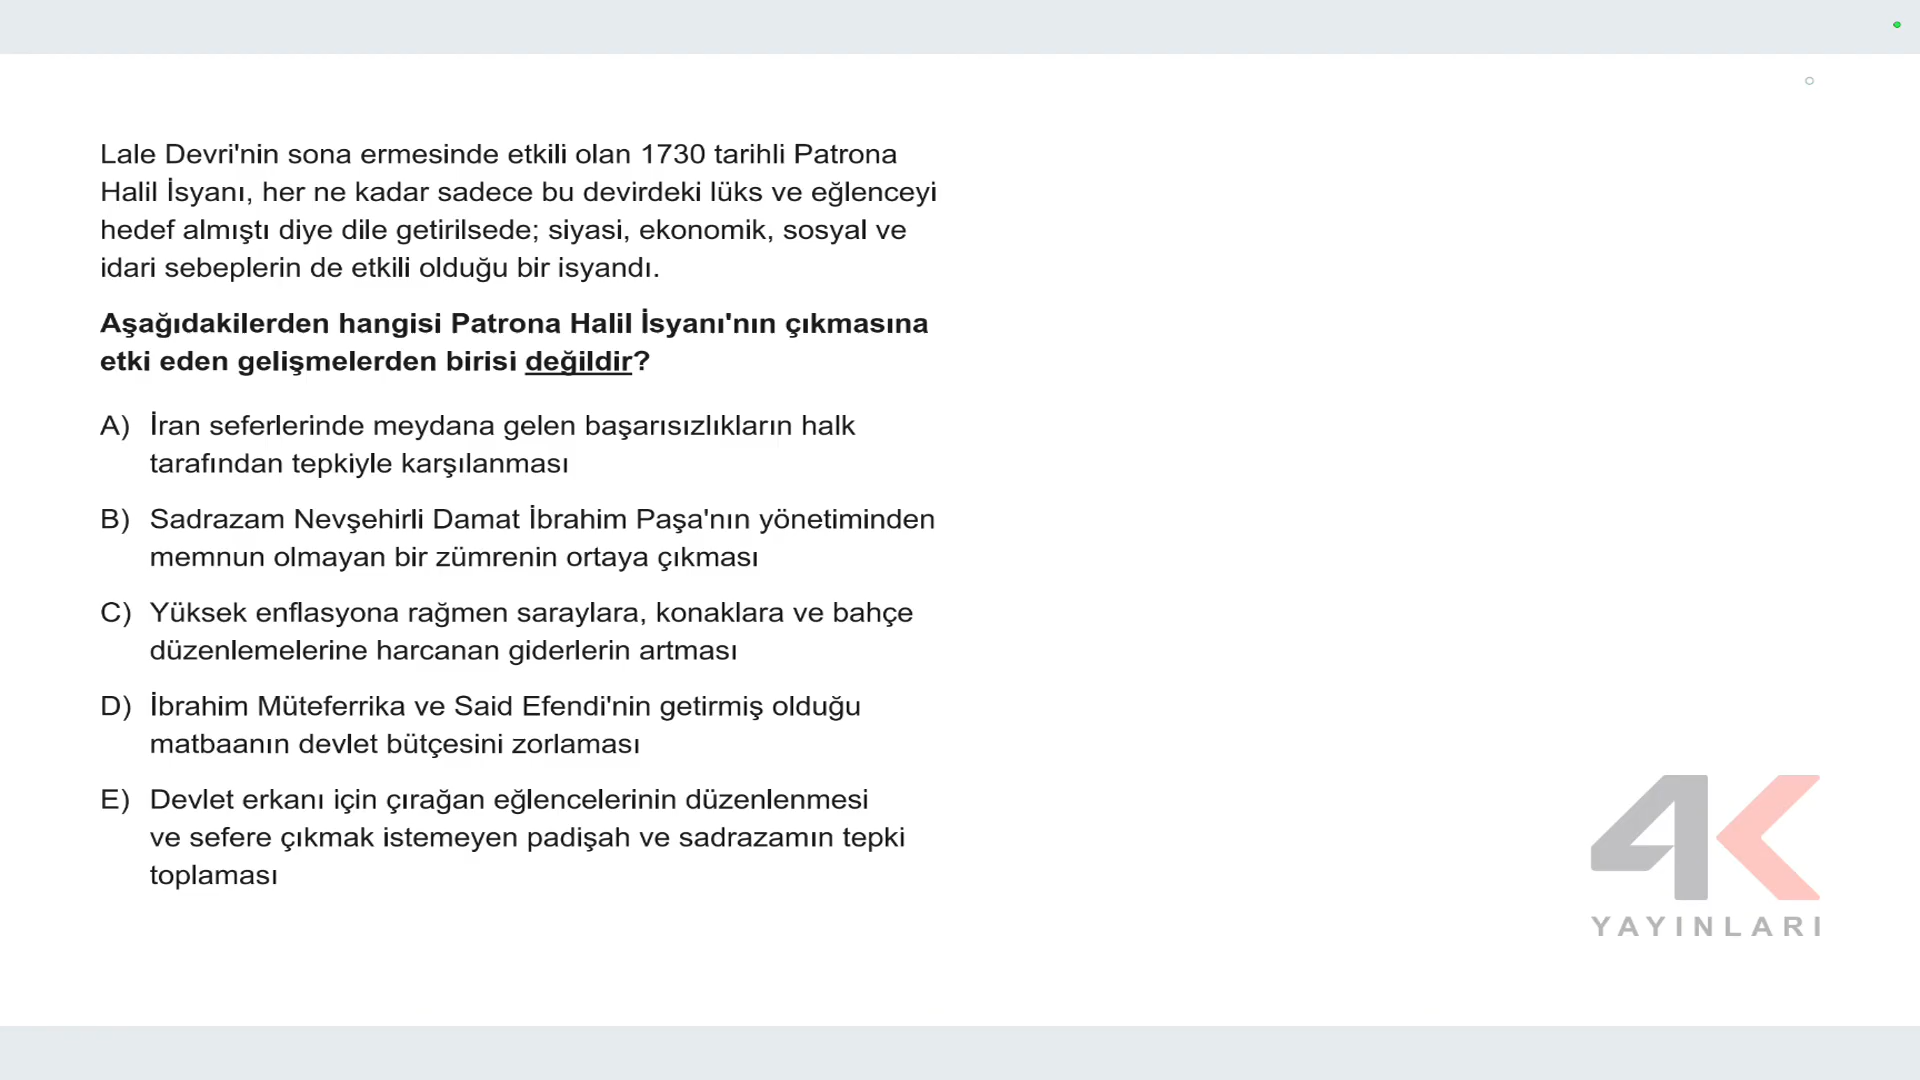 Lale Devri'nin sona ermesinde etkili olan 1730 tarihli Patrona
Halil İsyanı, her ne kadar sadece bu devirdeki lüks ve eğlenceyi
hedef almıştı diye dile getirilsede; siyasi, ekonomik, sosyal ve
idari sebeplerin de etkili olduğu bir isyandı.
Aşağıdakilerden hangisi Patrona Halil İsyanı'nın çıkmasına
etki eden gelişmelerden birisi değildir?
A) İran seferlerinde meydana gelen başarısızlıkların halk
tarafından tepkiyle karşılanması
B) Sadrazam Nevşehirli Damat İbrahim Paşa'nın yönetiminden
memnun olmayan bir zümrenin ortaya çıkması
C) Yüksek enflasyona rağmen saraylara, konaklara ve bahçe
düzenlemelerine harcanan giderlerin artması
D) İbrahim Müteferrika ve Said Efendi'nin getirmiş olduğu
matbaanın devlet bütçesini zorlaması
E) Devlet erkanı için çırağan eğlencelerinin düzenlenmesi
ve sefere çıkmak istemeyen padişah ve sadrazamın tepki
toplaması
4K
YAYINLARI